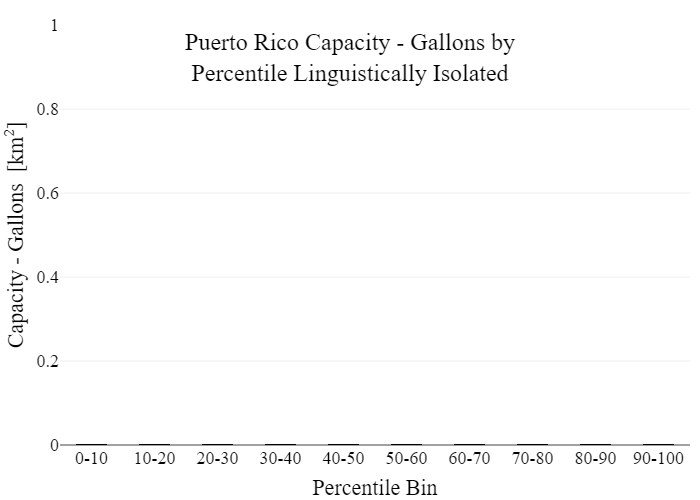 Puerto Rico Capacity - Gallons by
Percentile Linguistically Isolated
Capacity - Gallons [km²]
1
0.8
0.6
0.4
0.2
0
0-10 10-20 20-30 30-40 40-50 50-60 60-70 70-80 80-90 90-100
Percentile Bin